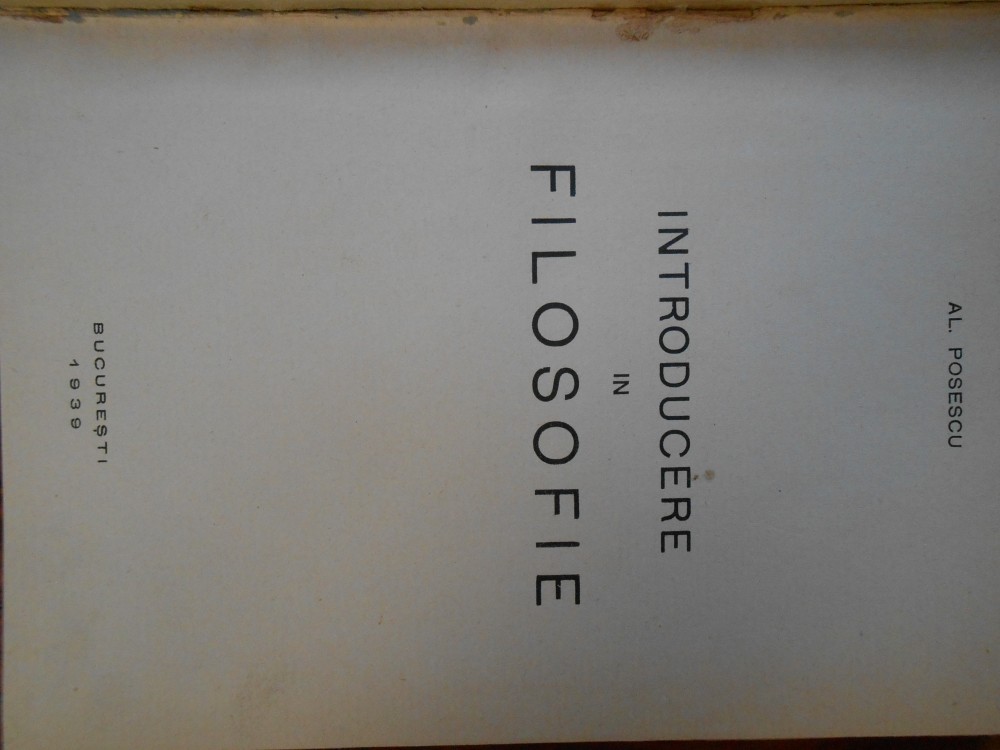 AL. POSESCU
INTRODUCERE
IN
FILOSOFIE
BUCUREȘTI
1939